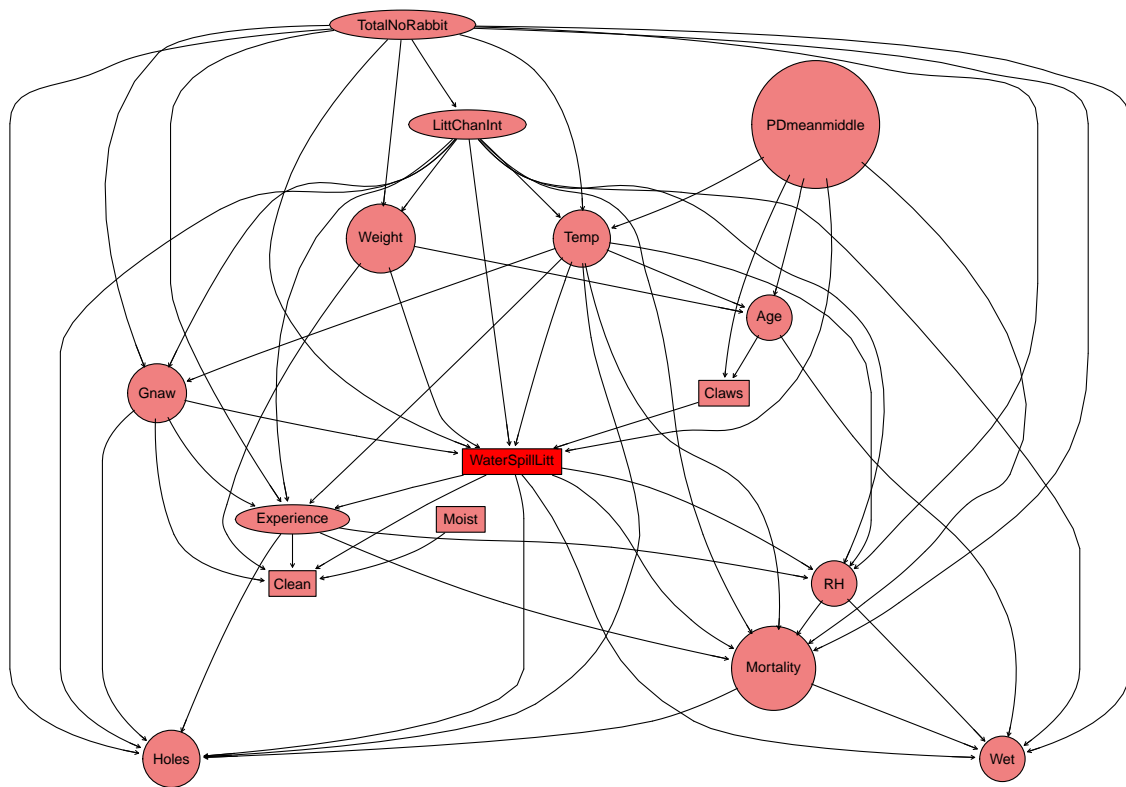 TotalNoRabbit
LittChanInt
PDmeanmiddle
Weight
Temp
Age
Gnaw
Claws
WaterSpillLitt
Experience
Moist
Clean
RH
Mortality
Holes
Wet